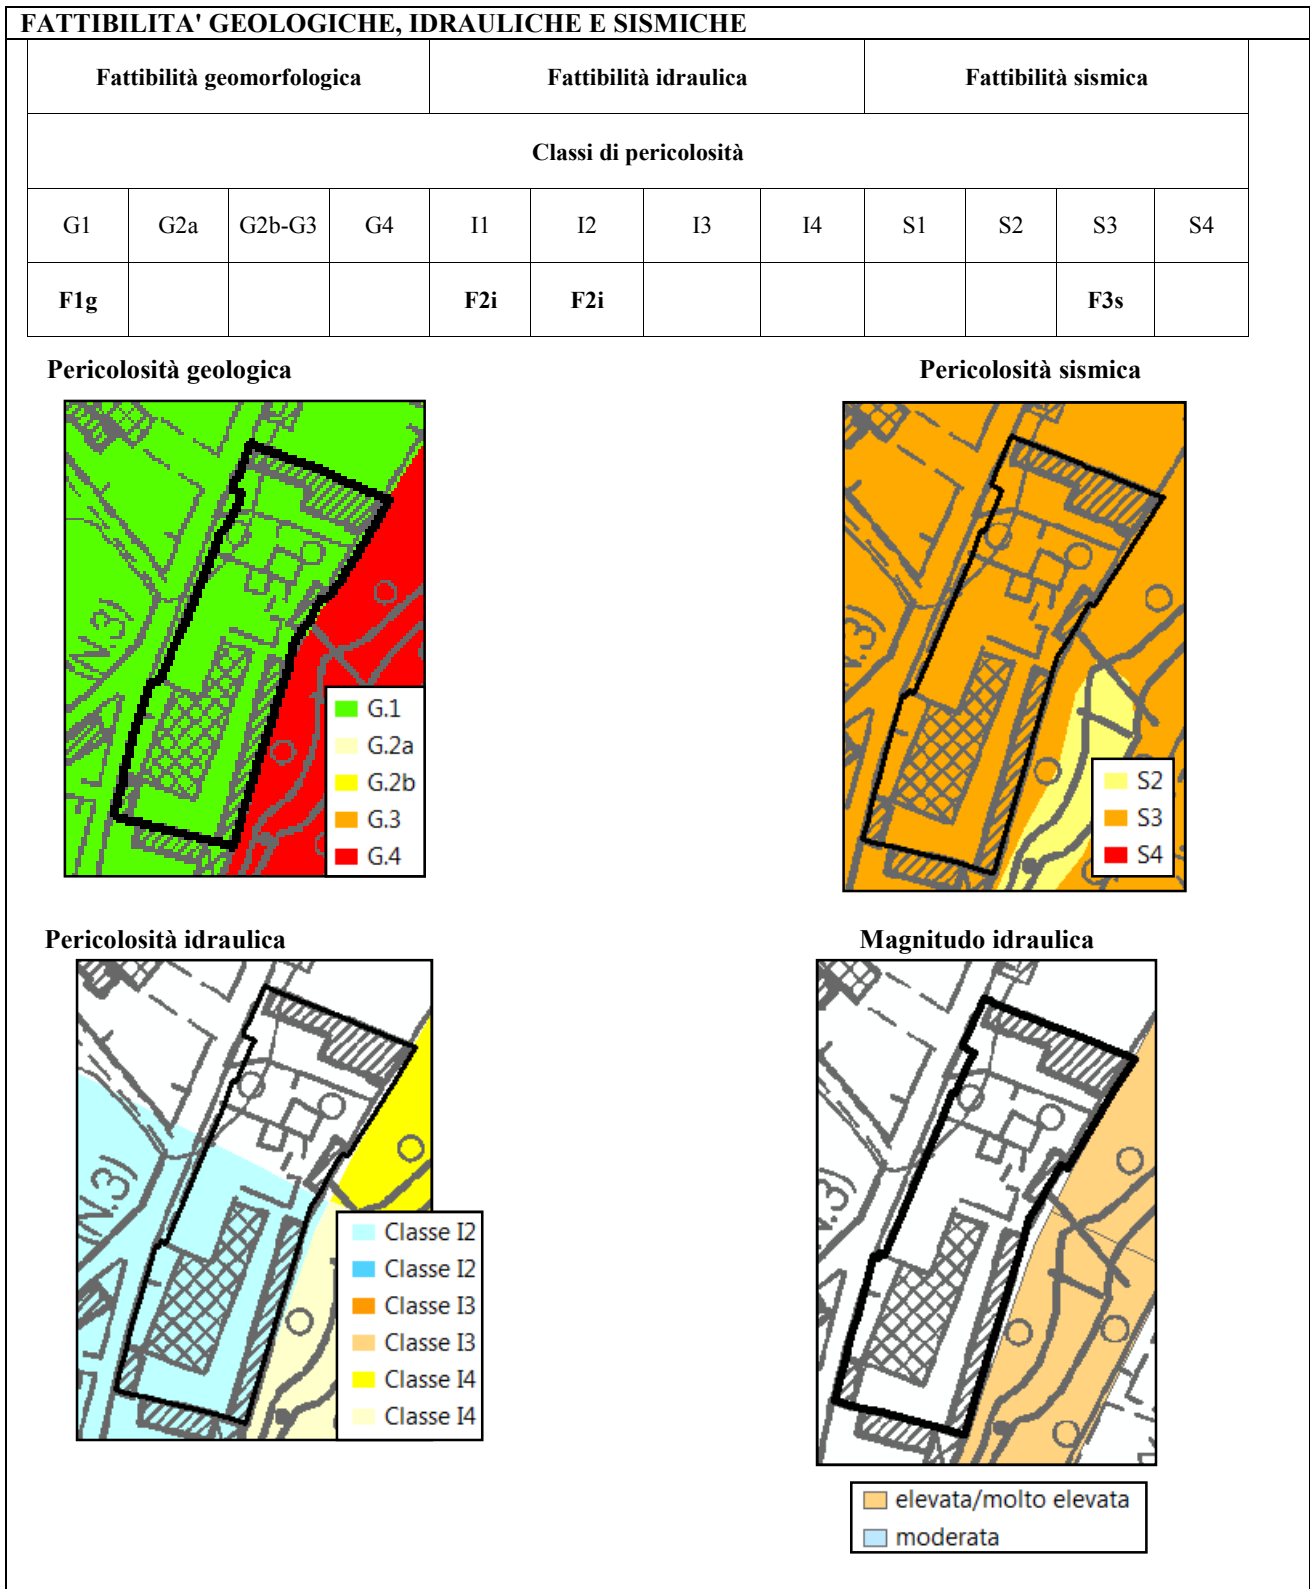 FATTIBILITA' GEOLOGICHE, IDRAULICHE E SISMICHE
Fattibilità geomorfologica Fattibilità idraulica Fattibilità sismica
Classi di pericolosità
G1 G2a G2b-G3 G4 I1 I2 I3 I4 S1 S2 S3 S4
F1g F2i F2i F3s
Pericolosità geologica
Pericolosità sismica
(N.3)
G.1
G.2a
G.2b
G.3
G.4
.3)
S2
S3
S4
Pericolosità idraulica
Magnitudo idraulica
(N.3)
Classe I2
Classe I2
Classe I3
Classe I3
Classe I4
Classe I4
.3)
elevata/molto elevata
moderata